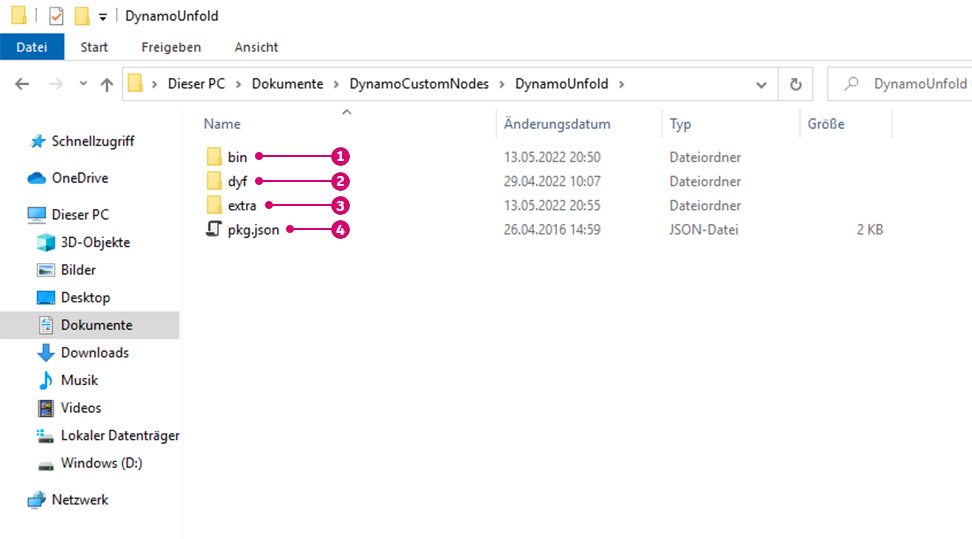 DynamoUnfold
Datei Start Freigeben Ansicht
Dieser PC Dokumente DynamoCustomNodes DynamoUnfold DynamoUnfold
Name Änderungsdatum Typ Größe
bin 1 13.05.2022 20:50 Dateiordner
dyf 2 29.04.2022 10:07 Dateiordner
extra 3 13.05.2022 20:55 Dateiordner
pkg.json 4 26.04.2016 14:59 JSON-Datei 2 KB
Schnellzugriff
OneDrive
Dieser PC
3D-Objekte
Bilder
Desktop
Dokumente
Downloads
Musik
Videos
Lokaler Datenträger
Windows (D:)
Netzwerk